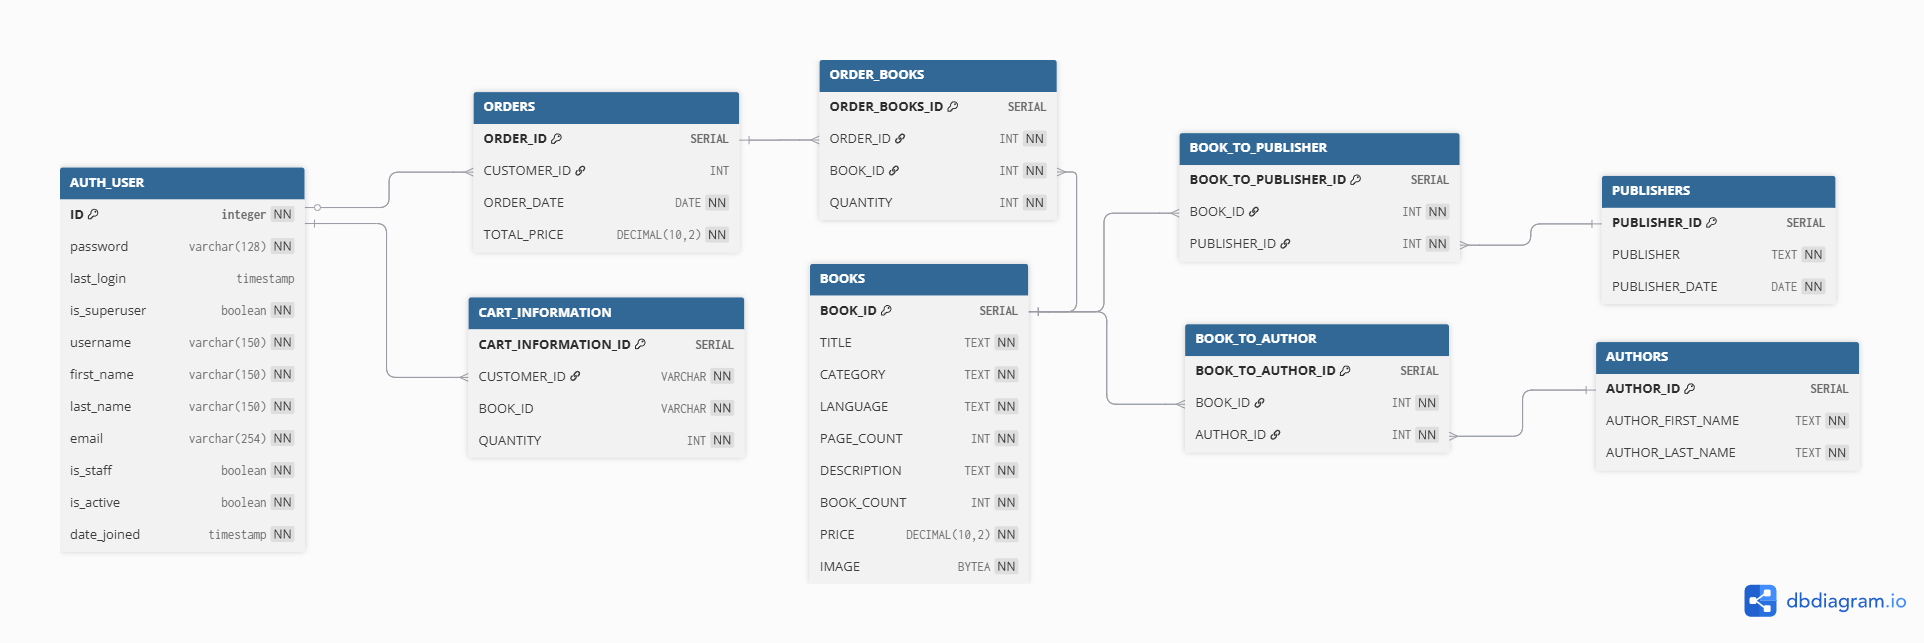 AUTH_USER
ID integer NN
password varchar(128) NN
last_login timestamp
is_superuser boolean NN
username varchar(150) NN
first_name varchar(150) NN
last_name varchar(150) NN
email varchar(254) NN
is_staff boolean NN
is_active boolean NN
date_joined timestamp NN
ORDERS
ORDER_ID SERIAL
CUSTOMER_ID INT
ORDER_DATE DATE NN
TOTAL_PRICE DECIMAL(10,2) NN
CART_INFORMATION
CART_INFORMATION_ID SERIAL
CUSTOMER_ID VARCHAR NN
BOOK_ID VARCHAR NN
QUANTITY INT NN
ORDER_BOOKS
ORDER_BOOKS_ID SERIAL
ORDER_ID INT NN
BOOK_ID INT NN
QUANTITY INT NN
BOOKS
BOOK_ID SERIAL
TITLE TEXT NN
CATEGORY TEXT NN
LANGUAGE TEXT NN
PAGE_COUNT INT NN
DESCRIPTION TEXT NN
BOOK_COUNT INT NN
PRICE DECIMAL(10,2) NN
IMAGE BYTEA NN
BOOK_TO_PUBLISHER
BOOK_TO_PUBLISHER_ID SERIAL
BOOK_ID INT NN
PUBLISHER_ID INT NN
BOOK_TO_AUTHOR
BOOK_TO_AUTHOR_ID SERIAL
BOOK_ID INT NN
AUTHOR_ID INT NN
PUBLISHERS
PUBLISHER_ID SERIAL
PUBLISHER TEXT NN
PUBLISHER_DATE DATE NN
AUTHORS
AUTHOR_ID SERIAL
AUTHOR_FIRST_NAME TEXT NN
AUTHOR_LAST_NAME TEXT NN
dbdiagram.io